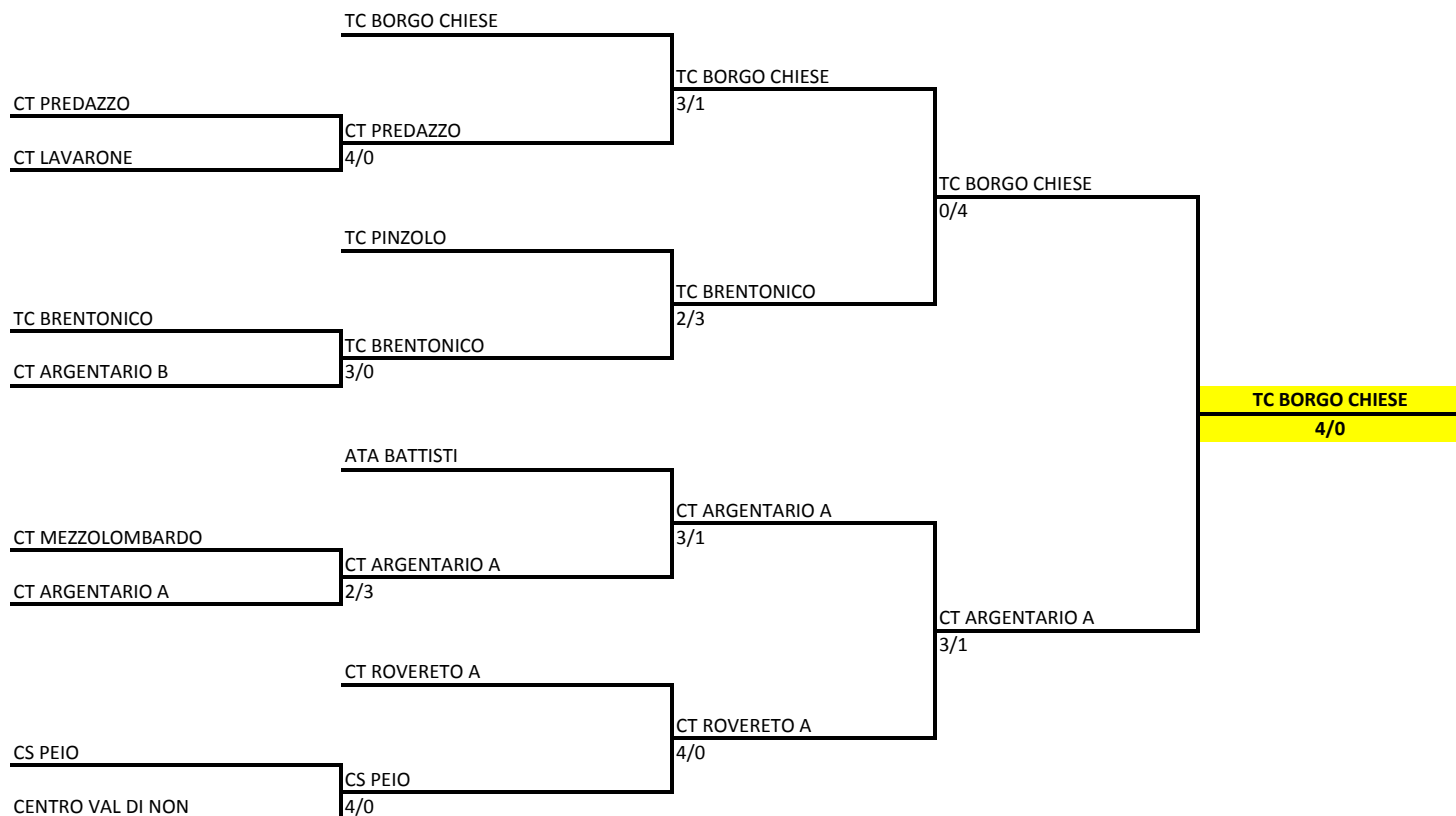 TC BORGO CHIESE
TC BORGO CHIESE
CT PREDAZZO
3/1
CT PREDAZZO
CT LAVARONE
4/0
TC BORGO CHIESE
0/4
TC PINZOLO
TC BRENTONICO
TC BRENTONICO
2/3
TC BRENTONICO
CT ARGENTARIO B
3/0
TC BORGO CHIESE
4/0
ATA BATTISTI
CT ARGENTARIO A
CT MEZZOLOMBARDO
3/1
CT ARGENTARIO A
CT ARGENTARIO A
2/3
CT ARGENTARIO A
3/1
CT ROVERETO A
CT ROVERETO A
CS PEIO
4/0
CS PEIO
CENTRO VAL DI NON
4/0